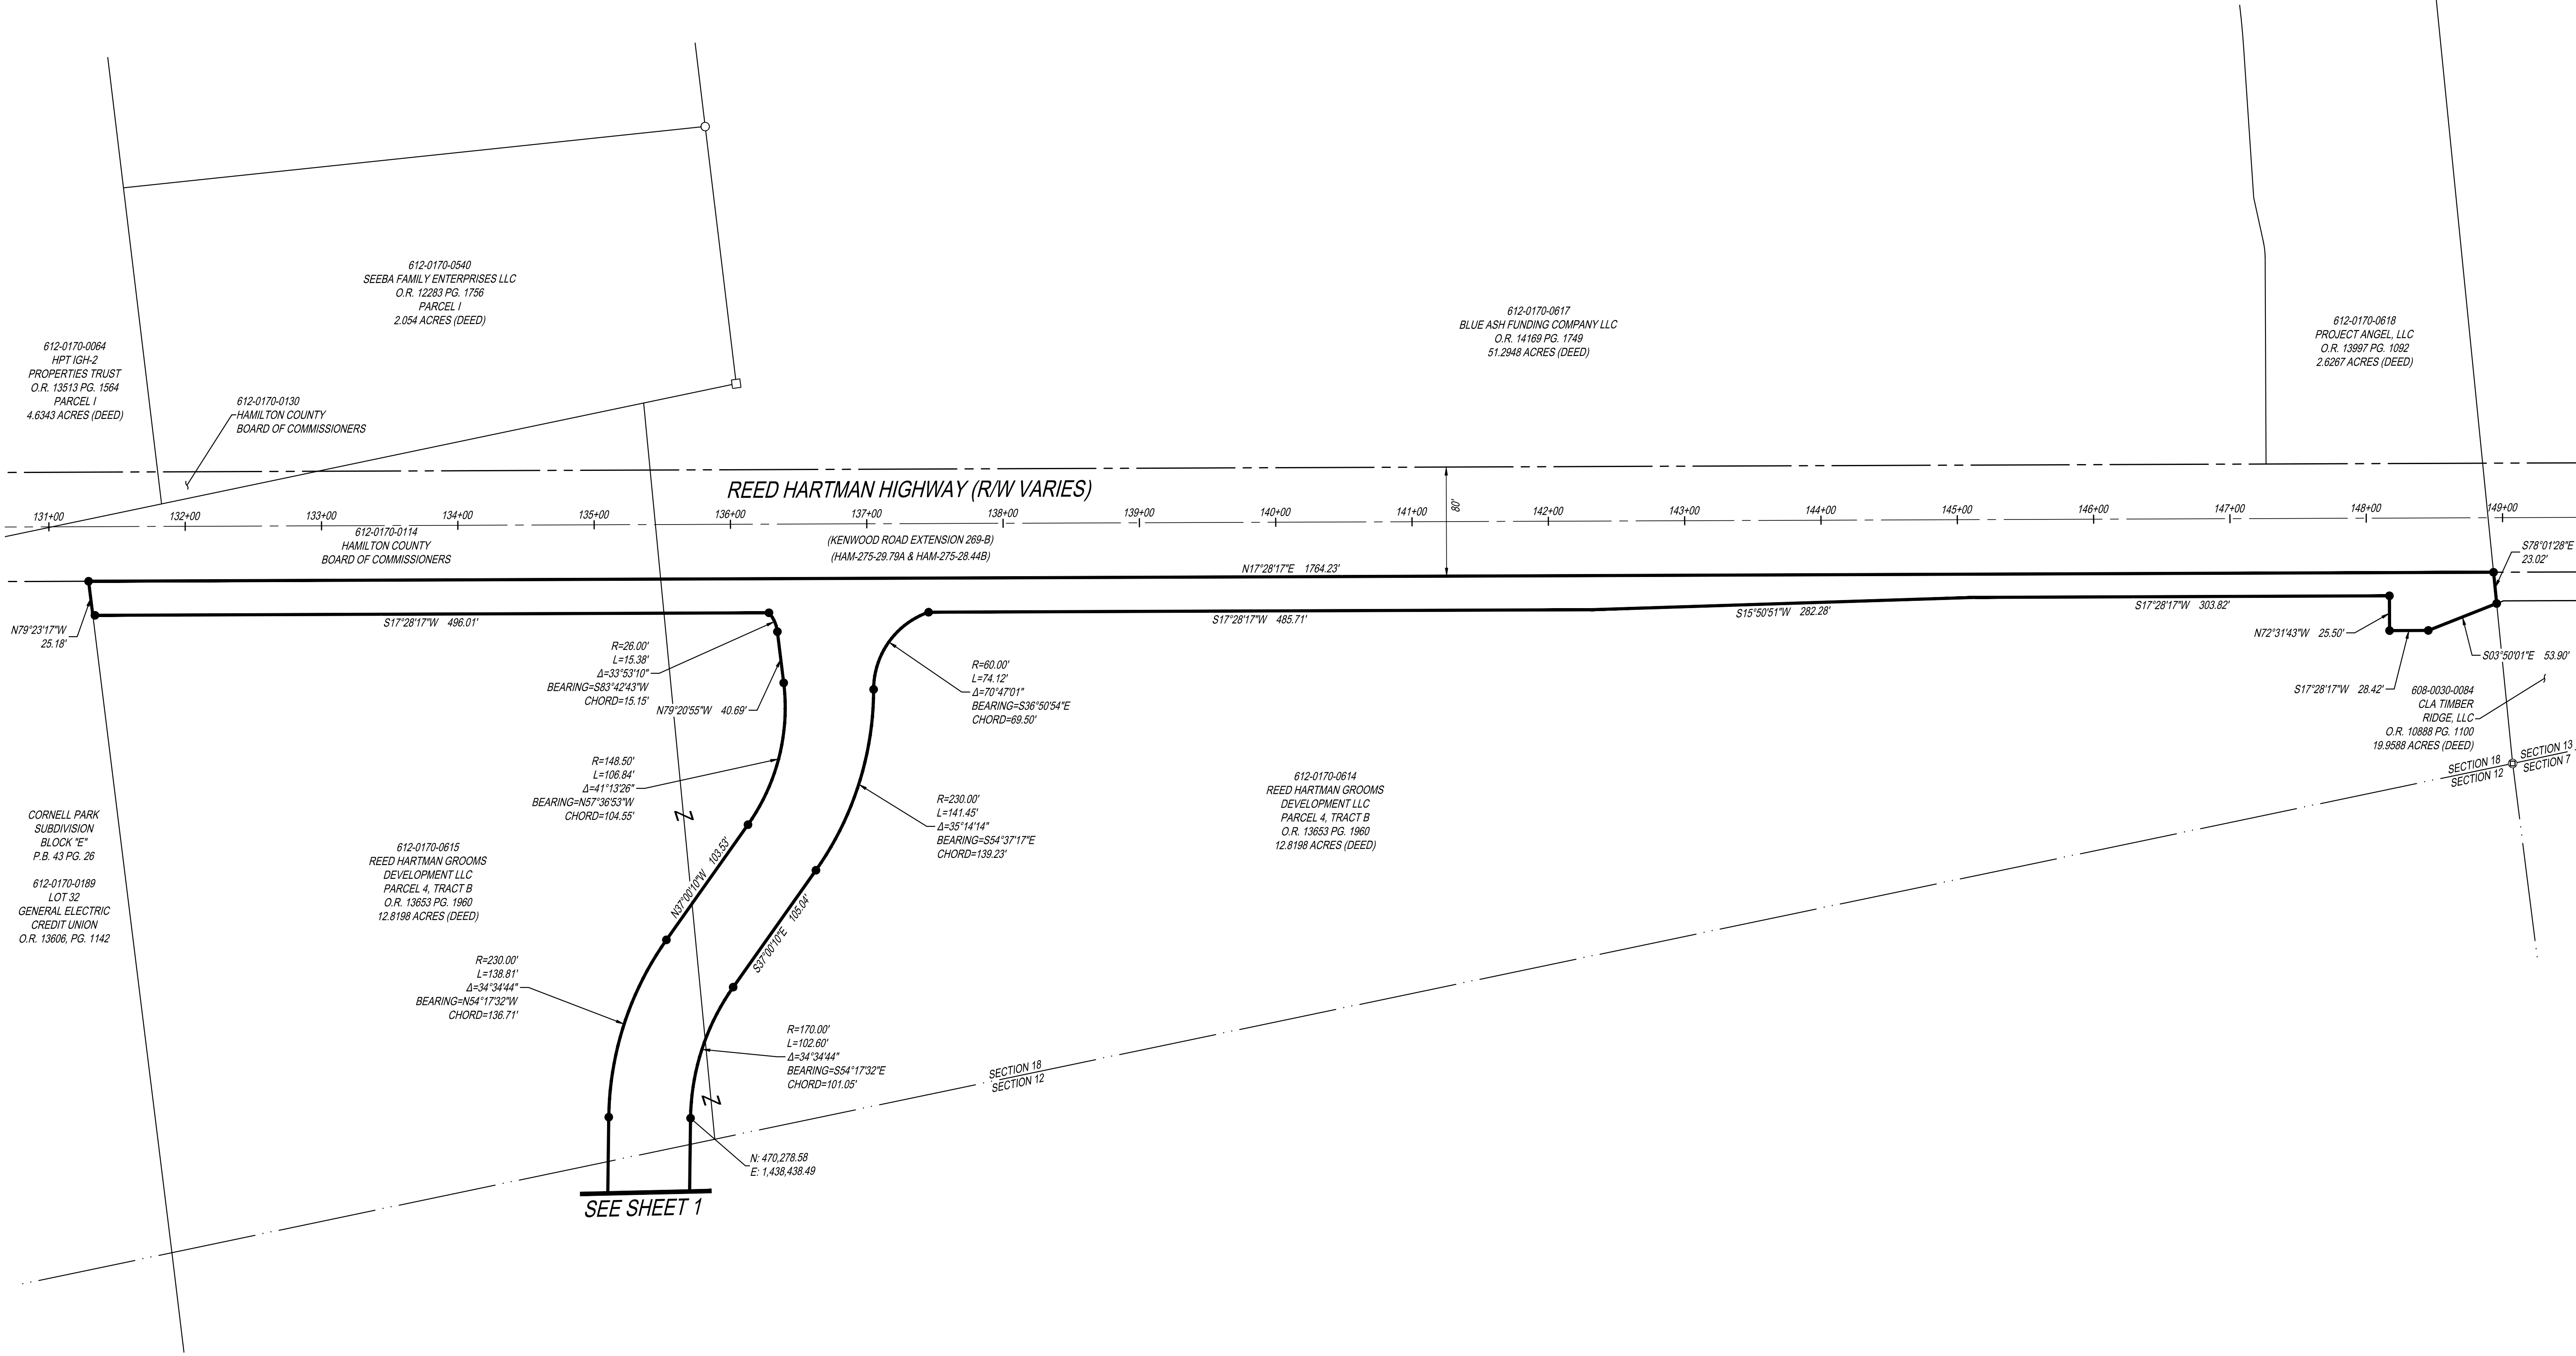 612-0170-0540
SEEBA FAMILY ENTERPRISES LLC
O.R. 12283 PG. 1756
PARCEL I
2.054 ACRES (DEED)
612-0170-0064
HPT IGH-2
PROPERTIES TRUST
O.R. 13513 PG. 1564
PARCEL I
4.6343 ACRES (DEED)
612-0170-0130
HAMILTON COUNTY
BOARD OF COMMISSIONERS
612-0170-0617
BLUE ASH FUNDING COMPANY LLC
O.R. 14169 PG. 1749
51.2948 ACRES (DEED)
612-0170-0618
PROJECT ANGEL, LLC
O.R. 13997 PG. 1092
2.6267 ACRES (DEED)
REED HARTMAN HIGHWAY (R/W VARIES)
80'
131+00
132+00
133+00
134+00
135+00
136+00
137+00
138+00
139+00
140+00
141+00
142+00
143+00
144+00
145+00
146+00
147+00
148+00
149+00
612-0170-0114
HAMILTON COUNTY
BOARD OF COMMISSIONERS
(KENWOOD ROAD EXTENSION 269-B)
(HAM-275-29.79A & HAM-275-28.44B)
N17°28'17"E 1764.23'
S78°01'28"E
23.02'
N79°23'17"W
25.18'
S17°28'17"W 496.01'
S17°28'17"W 485.71'
S15°50'51"W 282.28'
S17°28'17"W 303.82'
N72°31'43"W 25.50'
S03°50'01"E 53.90'
S17°28'17"W 28.42'
R=26.00'
L=15.38'
Δ=33°53'10"
BEARING=S83°42'43"W
CHORD=15.15'
N79°20'55"W 40.69'
R=60.00'
L=74.12'
Δ=70°47'01"
BEARING=S36°50'54"E
CHORD=69.50'
608-0030-0084
CLA TIMBER
RIDGE, LLC
O.R. 10888 PG. 1100
19.9588 ACRES (DEED)
SECTION 18
SECTION 12
SECTION 13
SECTION 7
R=148.50'
L=106.84'
Δ=41°13'26"
BEARING=N57°36'53"W
CHORD=104.55'
Z
R=230.00'
L=141.45'
Δ=35°14'14"
BEARING=S54°37'17"E
CHORD=139.23'
612-0170-0614
REED HARTMAN GROOMS
DEVELOPMENT LLC
PARCEL 4, TRACT B
O.R. 13653 PG. 1960
12.8198 ACRES (DEED)
CORNELL PARK
SUBDIVISION
BLOCK "E"
P.B. 43 PG. 26
612-0170-0189
LOT 32
GENERAL ELECTRIC
CREDIT UNION
O.R. 13606, PG. 1142
612-0170-0615
REED HARTMAN GROOMS
DEVELOPMENT LLC
PARCEL 4, TRACT B
O.R. 13653 PG. 1960
12.8198 ACRES (DEED)
N37°00'10"W 103.53'
S37°00'10"E 105.04'
R=230.00'
L=138.81'
Δ=34°34'44"
BEARING=N54°17'32"W
CHORD=136.71'
R=170.00'
L=102.60'
Δ=34°34'44"
BEARING=S54°17'32"E
CHORD=101.05'
Z
SECTION 18
SECTION 12
N: 470,278.58
E: 1,438,438.49
SEE SHEET 1